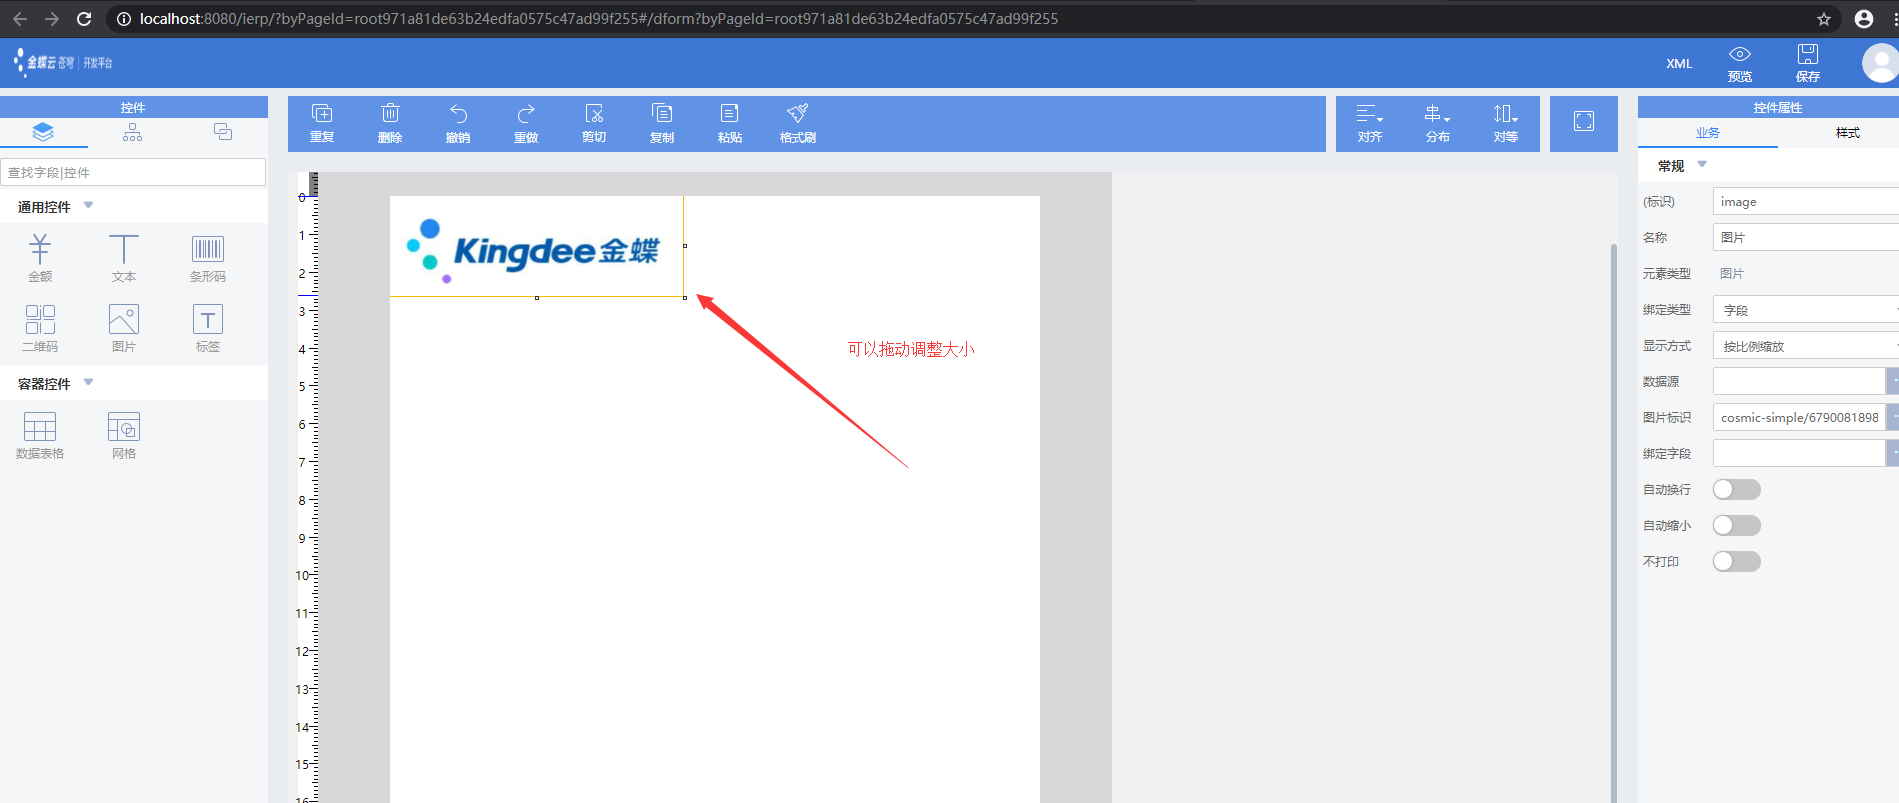 localhost:8080/ierp/?byPageId=root971a81de63b24edfa0575c47ad99f255#/dform?byPageId=root971a81de63b24edfa0575c47ad99f255
金蝶云 苍穹 | 开发平台
XML
预览
保存
控件
重复
删除
撤销
重做
剪切
复制
粘贴
格式刷
对齐
分布
对等
控件属性
业务
样式
查找字段|控件
通用控件
金额
文本
条形码
二维码
图片
标签
容器控件
数据表格
网格
0
1
2
3
4
5
6
7
8
9
10
11
12
13
14
15
16
Kingdee金蝶
可以拖动调整大小
常规
(标识) image
名称 图片
元素类型 图片
绑定类型 字段
显示方式 按比例缩放
数据源
图片标识 cosmic-simple/6790081898
绑定字段
自动换行
自动缩小
不打印